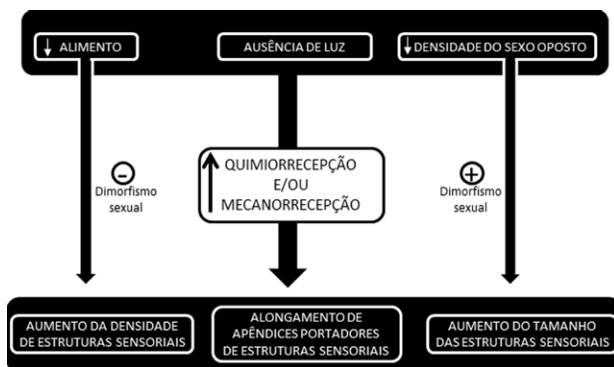 ↓ ALIMENTO
AUSÊNCIA DE LUZ
↓ DENSIDADE DO SEXO OPOSTO
-
Dimorfismo
sexual
↑ QUIMIORRECEPÇÃO
E/OU
MECANORRECEPÇÃO
+
Dimorfismo
sexual
AUMENTO DA DENSIDADE
DE ESTRUTURAS SENSORIAIS
ALONGAMENTO DE
APÊNDICES PORTADORES
DE ESTRUTURAS SENSORIAIS
AUMENTO DO TAMANHO
DAS ESTRUTURAS SENSORIAIS